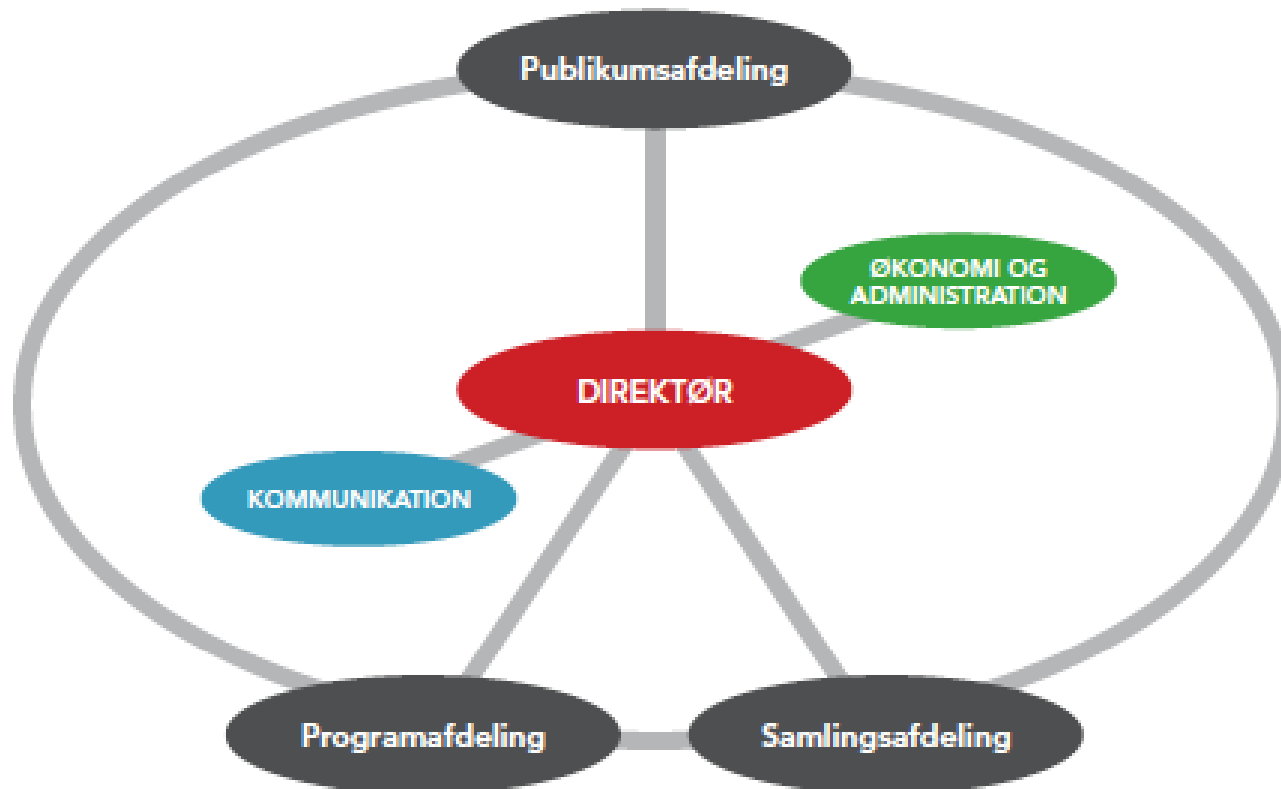 Publikumsafdeling
ØKONOMI OG
ADMINISTRATION
DIREKTØR
KOMMUNIKATION
Programafdeling
Samlingsafdeling